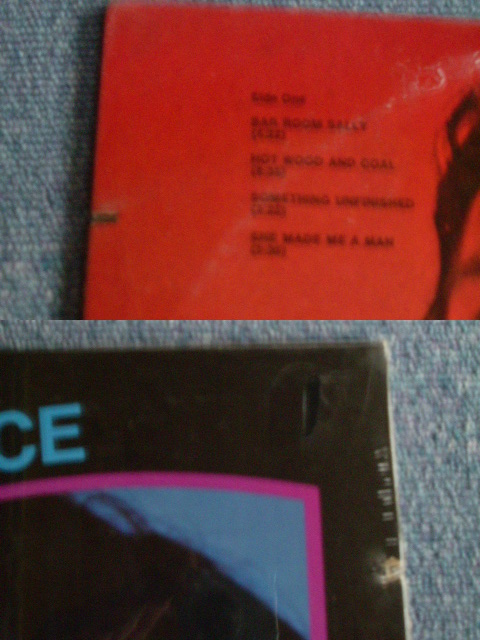 Side One
BAR ROOM SALLY
HOT WOOD AND COAL
SOMETHING UNFINISHED
SHE MADE ME A MAN
CE